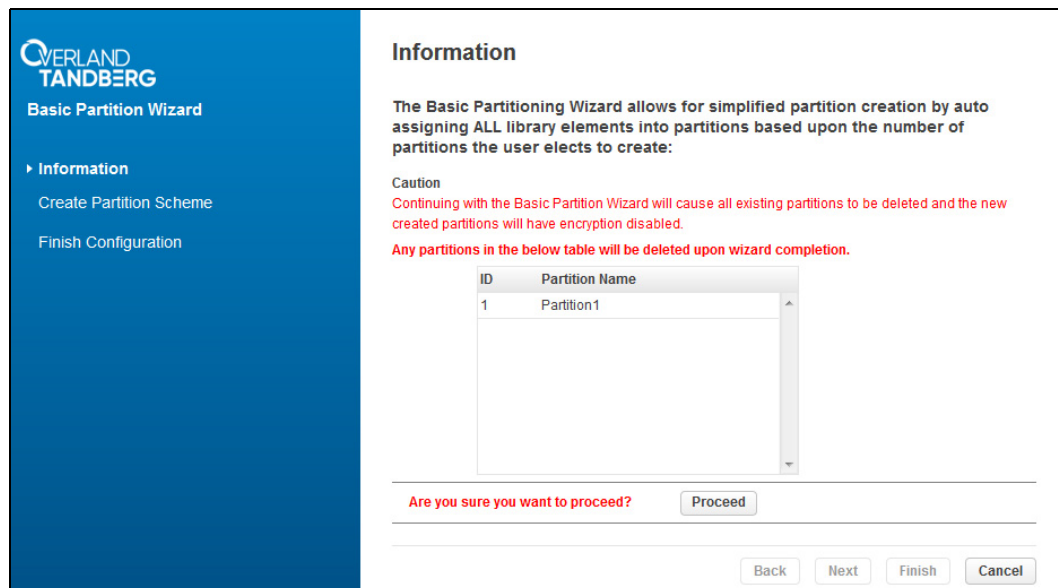 OVERLAND
TANDBERG
Basic Partition Wizard
Information
Create Partition Scheme
Finish Configuration
Information
The Basic Partitioning Wizard allows for simplified partition creation by auto
assigning ALL library elements into partitions based upon the number of
partitions the user elects to create:
Caution
Continuing with the Basic Partition Wizard will cause all existing partitions to be deleted and the new
created partitions will have encryption disabled.
Any partitions in the below table will be deleted upon wizard completion.
ID Partition Name
1 Partition1
Are you sure you want to proceed? Proceed
Back Next Finish Cancel